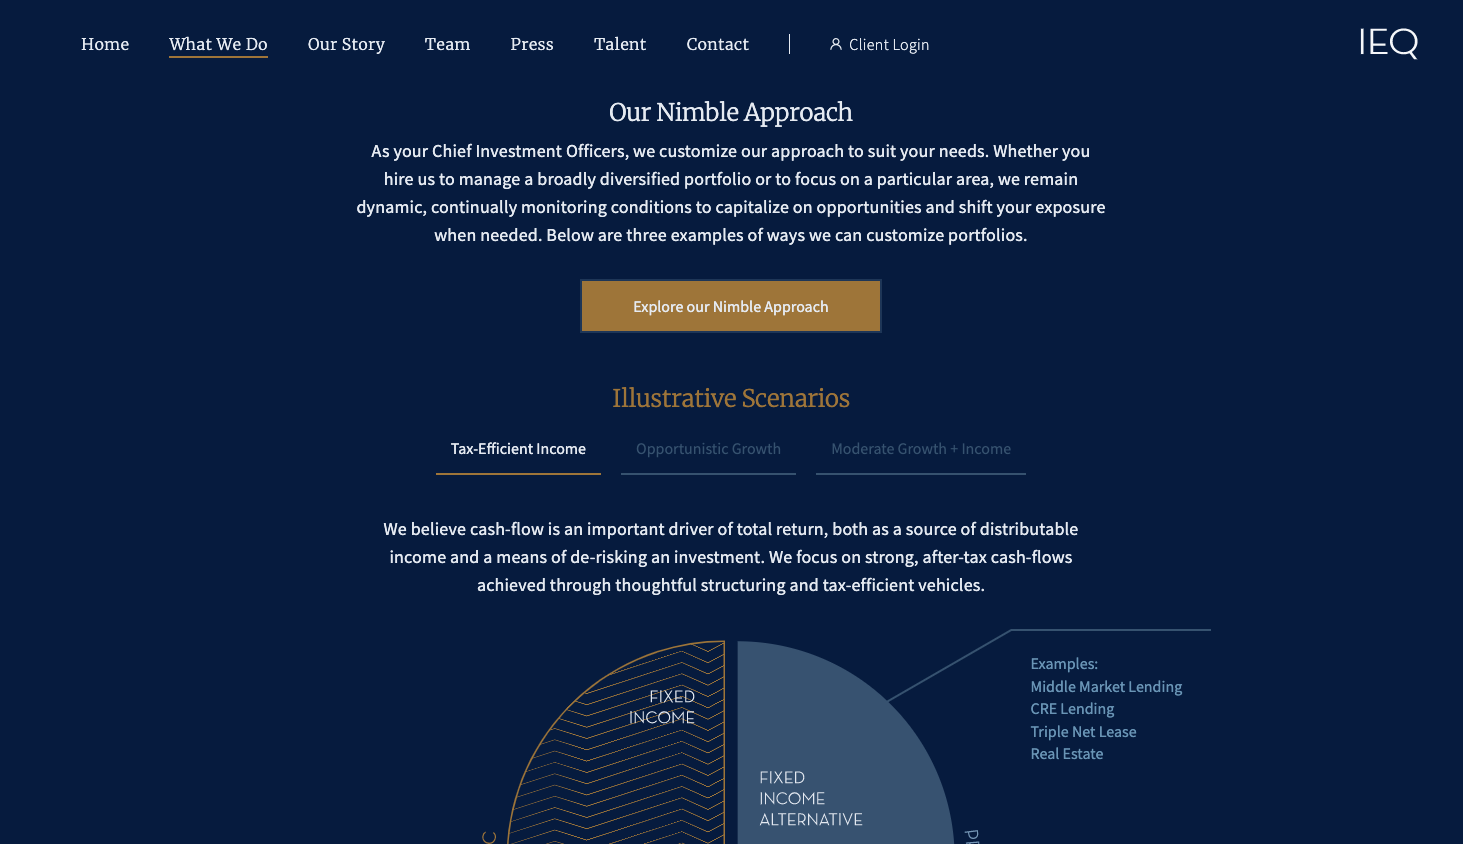 Home What We Do Our Story Team Press Talent Contact Client Login IEQ
Our Nimble Approach
As your Chief Investment Officers, we customize our approach to suit your needs. Whether you
hire us to manage a broadly diversified portfolio or to focus on a particular area, we remain
dynamic, continually monitoring conditions to capitalize on opportunities and shift your exposure
when needed. Below are three examples of ways we can customize portfolios.
Explore our Nimble Approach
Illustrative Scenarios
Tax-Efficient Income Opportunistic Growth Moderate Growth + Income
We believe cash-flow is an important driver of total return, both as a source of distributable
income and a means of de-risking an investment. We focus on strong, after-tax cash-flows
achieved through thoughtful structuring and tax-efficient vehicles.
FIXED
INCOME
FIXED
INCOME
ALTERNATIVE
Examples:
Middle Market Lending
CRE Lending
Triple Net Lease
Real Estate